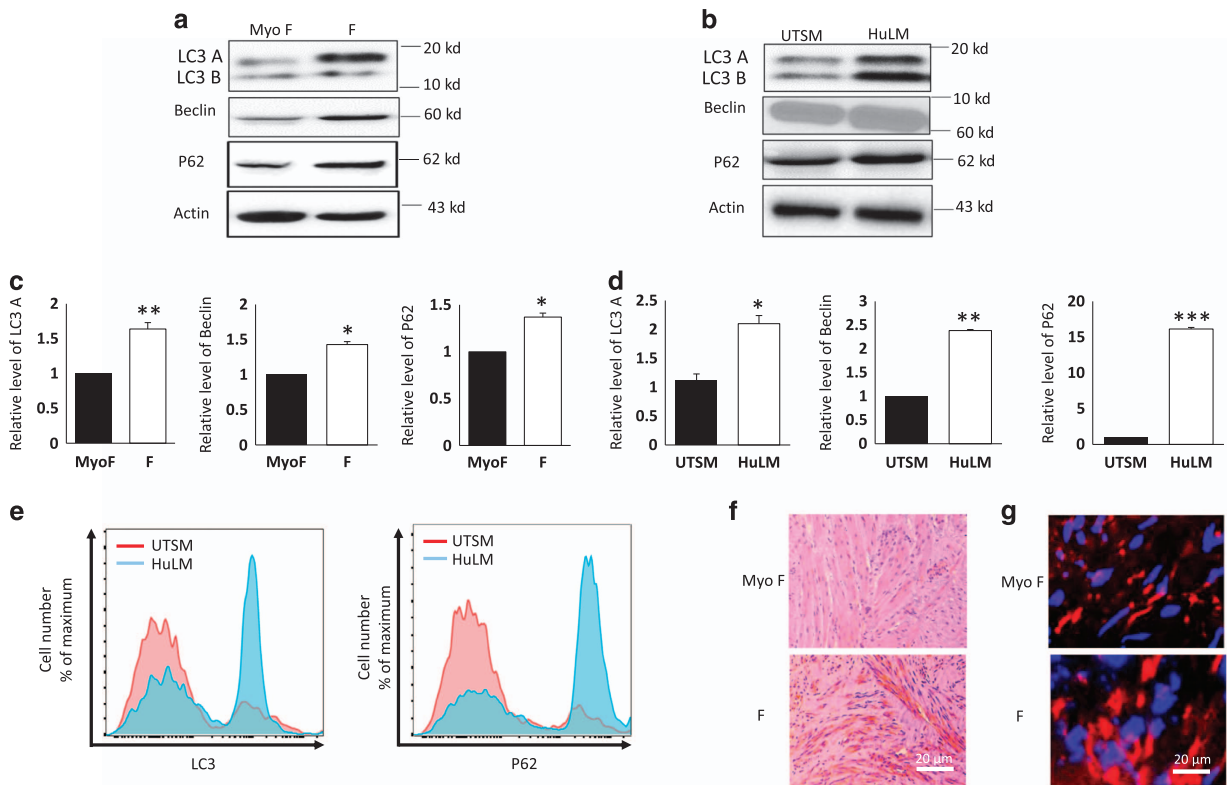 a
Myo F F
LC3 A
LC3 B
20 kd
10 kd
Beclin
60 kd
P62
62 kd
Actin
43 kd
b
UTSM HuLM
LC3 A
LC3 B
20 kd
10 kd
Beclin
60 kd
P62
62 kd
Actin
43 kd
c
Relative level of LC3 A
2
1.5
1
0.5
0
**
MyoF F
Relative level of Beclin
2
1.5
1
0.5
0
*
MyoF F
Relative level of P62
1.5
1
0.5
0
*
MyoF F
d
Relative level of LC3 A
2.5
2
1.5
1
0.5
0
*
UTSM HuLM
Relative level of Beclin
3
2.5
2
1.5
1
0.5
0
**
UTSM HuLM
Relative level of P62
20
15
10
5
0
***
UTSM HuLM
e
Cell number
% of maximum
UTSM
HuLM
LC3
Cell number
% of maximum
UTSM
HuLM
P62
f
Myo F
F
20 µm
g
Myo F
F
20 µm